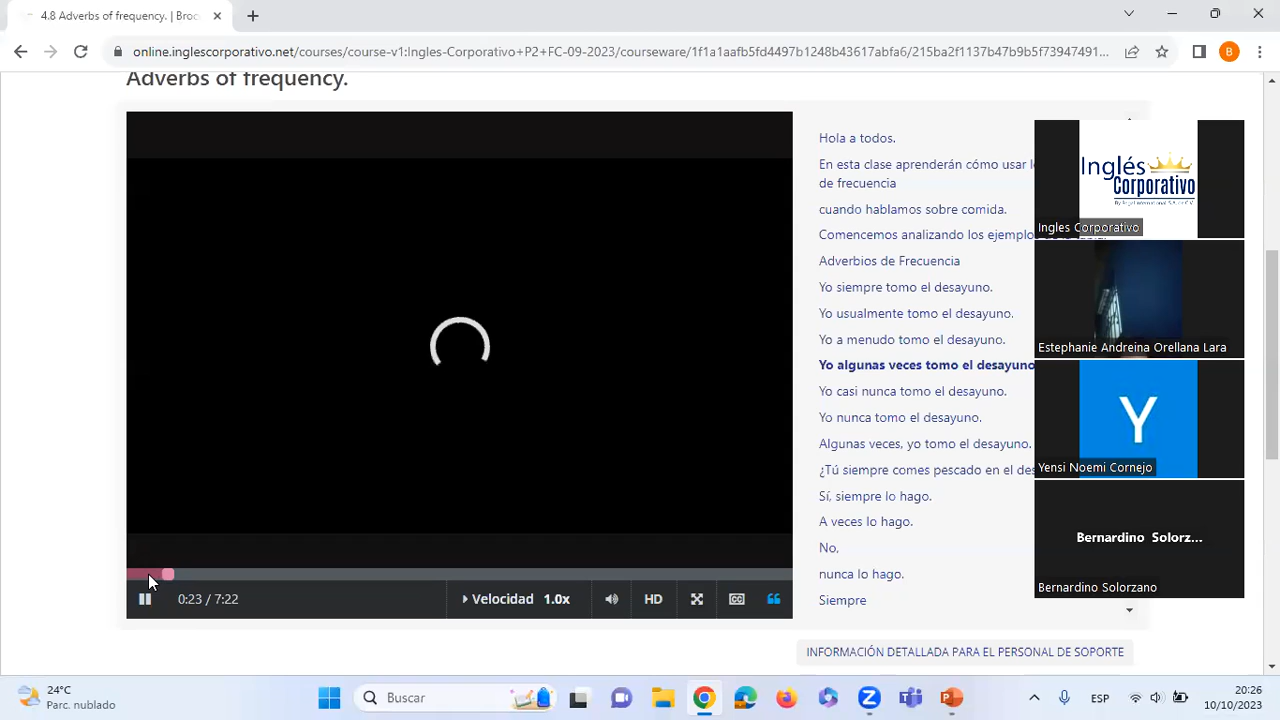 4.8 Adverbs of frequency. | Broc
online.inglescorporativo.net/courses/course-v1:Ingles-Corporativo+P2+FC-09-2023/courseware/1f1a1aafb5fd4497b1248b43617abfa6/215ba2f1137b47b9b5f73947491...
B
Adverbs of frequency.
Hola a todos.
En esta clase aprenderán cómo usar
de frecuencia
cuando hablamos sobre comida.
Comencemos analizando los ejemplos
Adverbios de Frecuencia
Yo siempre tomo el desayuno.
Yo usualmente tomo el desayuno.
Yo a menudo tomo el desayuno.
Yo algunas veces tomo el desayuno
Yo casi nunca tomo el desayuno.
Yo nunca tomo el desayuno.
Algunas veces, yo tomo el desayuno.
¿Tú siempre comes pescado en el des
Sí, siempre lo hago.
A veces lo hago.
No,
nunca lo hago.
Siempre
Inglés
Corporativo
Ingles Corporativo
Estephanie Andreina Orellana Lara
Y
Yensi Noemi Cornejo
Bernardino Solorz...
Bernardino Solorzano
0:23 / 7:22
Velocidad 1.0x
HD
INFORMACIÓN DETALLADA PARA EL PERSONAL DE SOPORTE
24°C
Parc. nublado
Buscar
ESP
20:26
10/10/2023